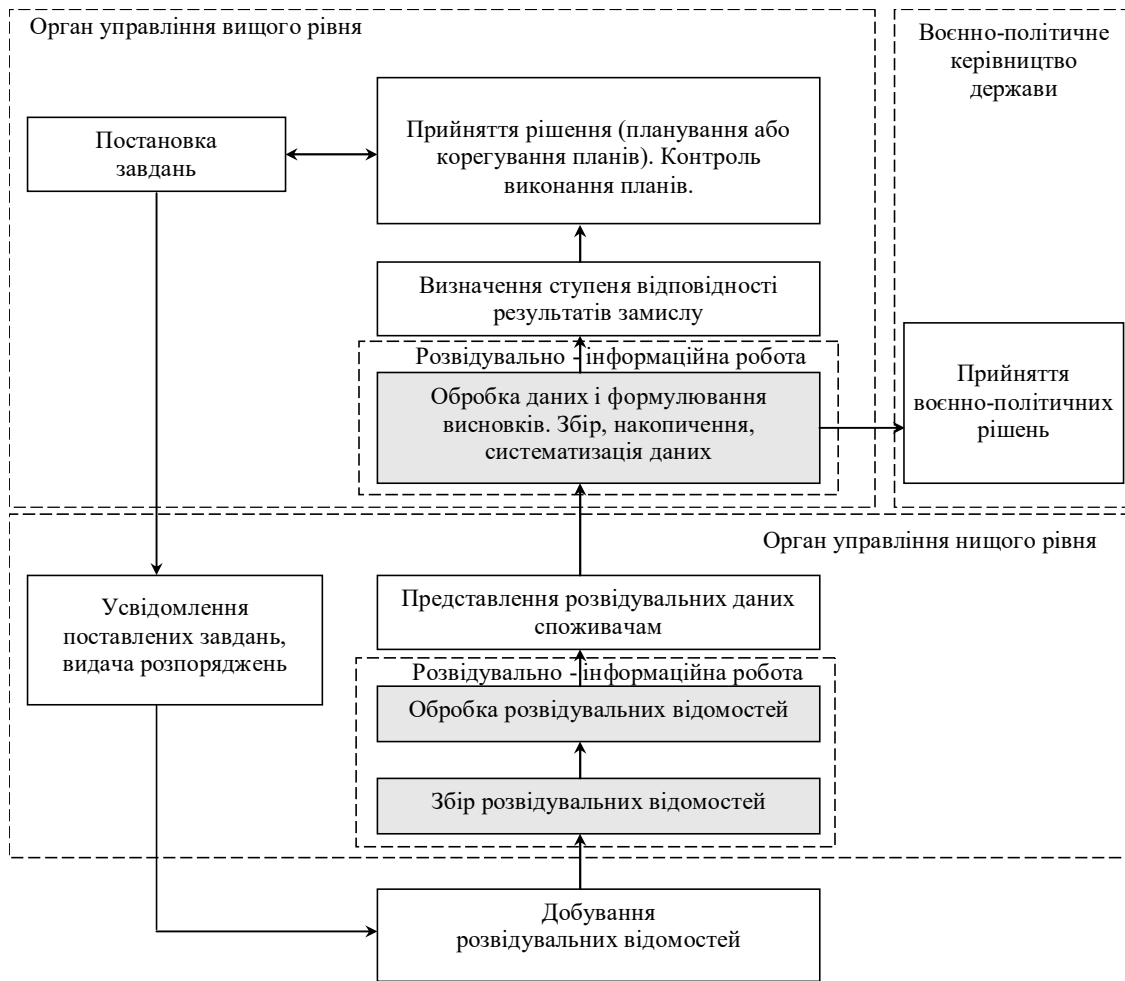 Орган управління вищого рівня
Воєнно-політичне
керівництво
держави
Постановка
завдань
Прийняття рішення (планування або
корегування планів). Контроль
виконання планів.
Визначення ступеня відповідності
результатів замислу
Розвідувально - інформаційна робота
Обробка даних і формулювання
висновків. Збір, накопичення,
систематизація даних
Прийняття
воєнно-політичних
рішень
Орган управління нищого рівня
Усвідомлення
поставлених завдань,
видача розпоряджень
Представлення розвідувальних даних
споживачам
Розвідувально - інформаційна робота
Обробка розвідувальних відомостей
Збір розвідувальних відомостей
Добування
розвідувальних відомостей